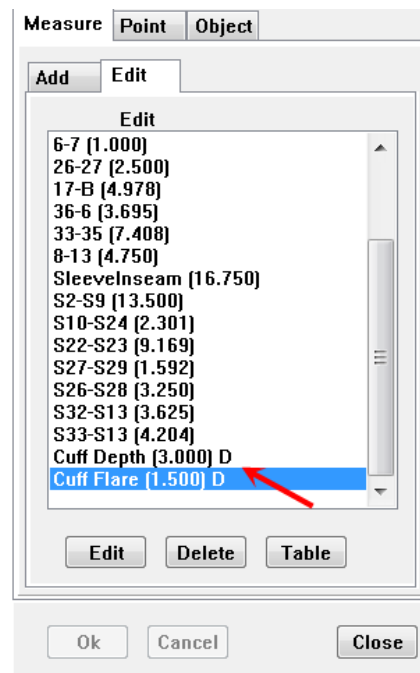 Measure Point Object
Add Edit
Edit
6-7 (1.000)
26-27 (2.500)
17-B (4.978)
36-6 (3.695)
33-35 (7.408)
8-13 (4.750)
SleeveInseam (16.750)
S2-S9 (13.500)
S10-S24 (2.301)
S22-S23 (9.169)
S27-S29 (1.592)
S26-S28 (3.250)
S32-S13 (3.625)
S33-S13 (4.204)
Cuff Depth (3.000) D
Cuff Flare (1.500) D
Edit Delete Table
Ok Cancel Close